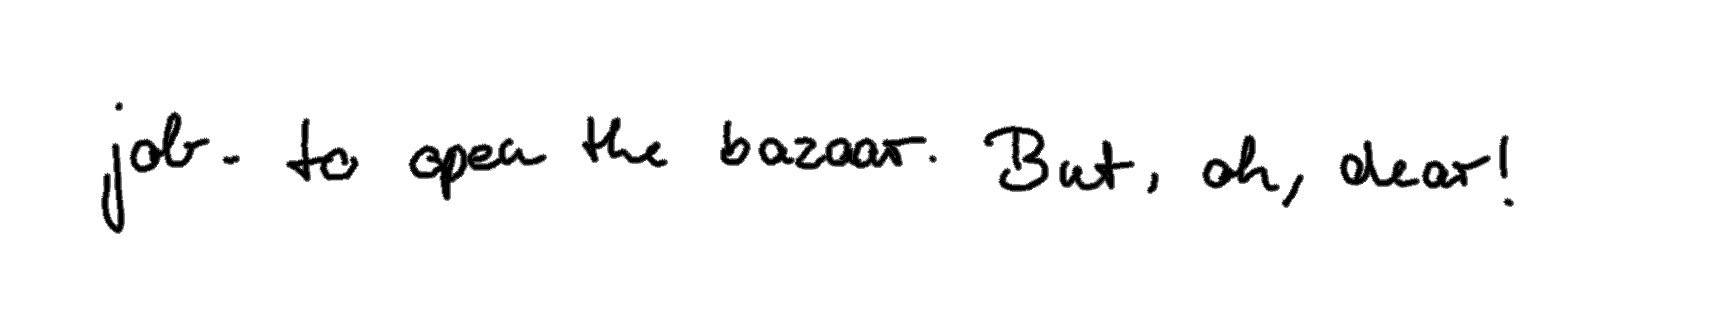 job - to open the bazaar. But, oh, dear!